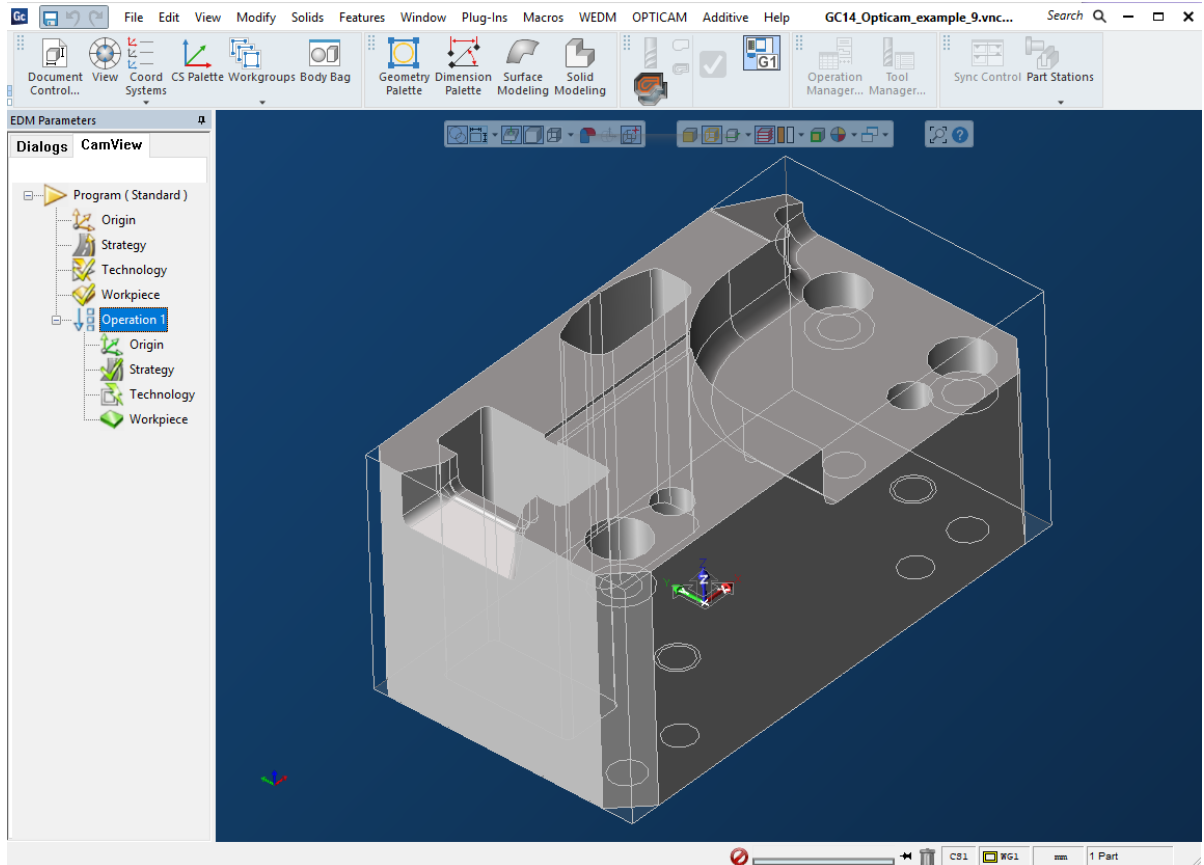 Gc File Edit View Modify Solids Features Window Plug-Ins Macros WEDM OPTICAM Additive Help GC14_Opticam_example_9.vnc... Search
Document Control... View Coord Systems CS Palette Workgroups Body Bag Geometry Palette Dimension Palette Surface Modeling Solid Modeling G1 Operation Manager... Tool Manager... Sync Control Part Stations
EDM Parameters
Dialogs CamView
Program ( Standard )
Origin
Strategy
Technology
Workpiece
Operation 1
Origin
Strategy
Technology
Workpiece
Z
Y Z
CS1 WG1 mm 1 Part